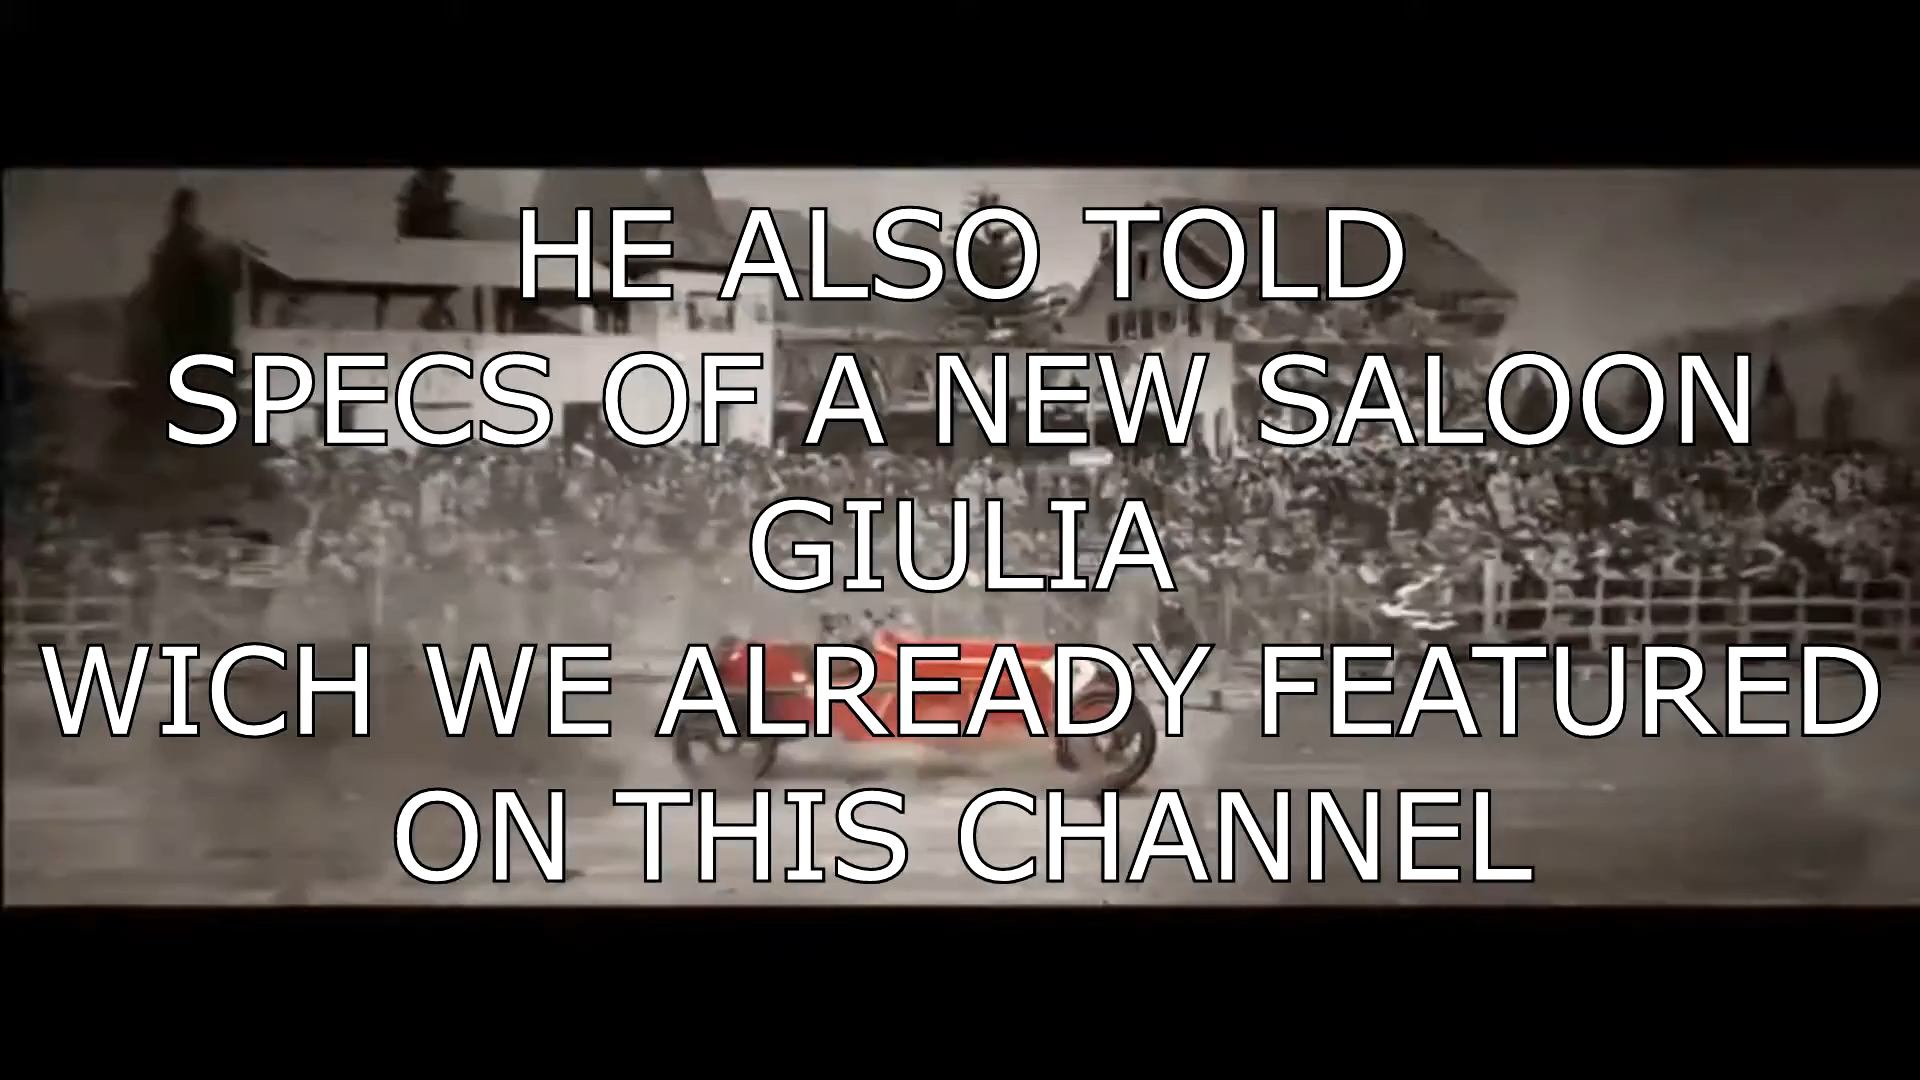 HE ALSO TOLD
SPECS OF A NEW SALOON
GIULIA
WICH WE ALREADY FEATURED
ON THIS CHANNEL